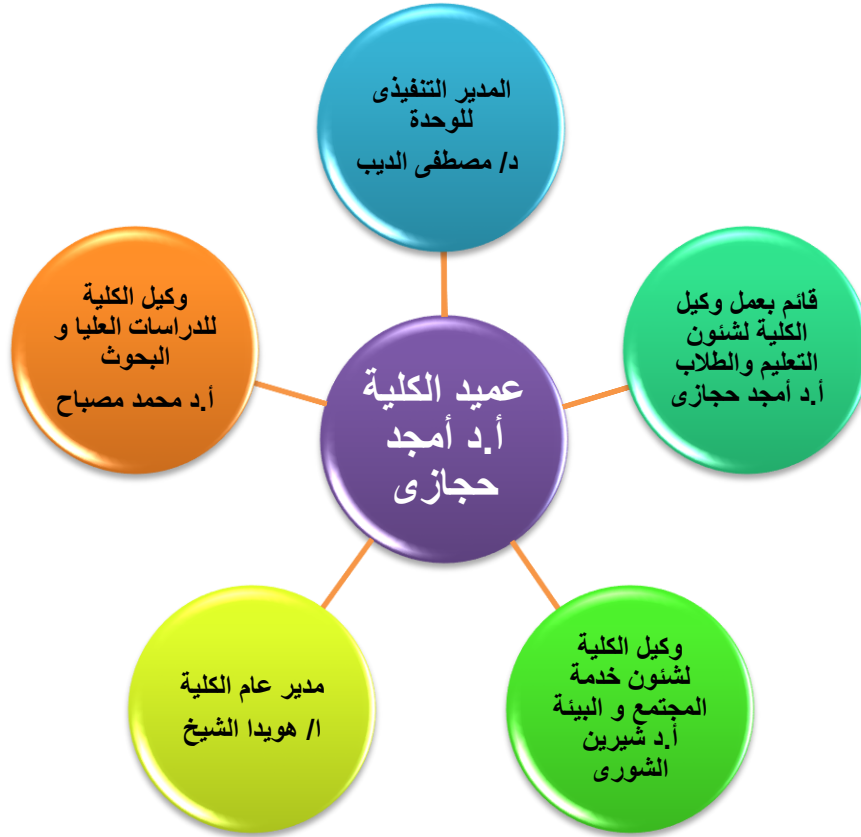 المدير التنفيذى
للوحدة
د/ مصطفى الديب
قائم بعمل وكيل
الكلية لشئون
التعليم والطلاب
أ.د أمجد حجازى
وكيل الكلية
للدراسات العليا و
البحوث
أ.د محمد مصباح
عميد الكلية
أ.د أمجد
حجازى
وكيل الكلية
لشئون خدمة
المجتمع و البيئة
أ.د شيرين
الشورى
مدير عام الكلية
ا/ هويدا الشيخ